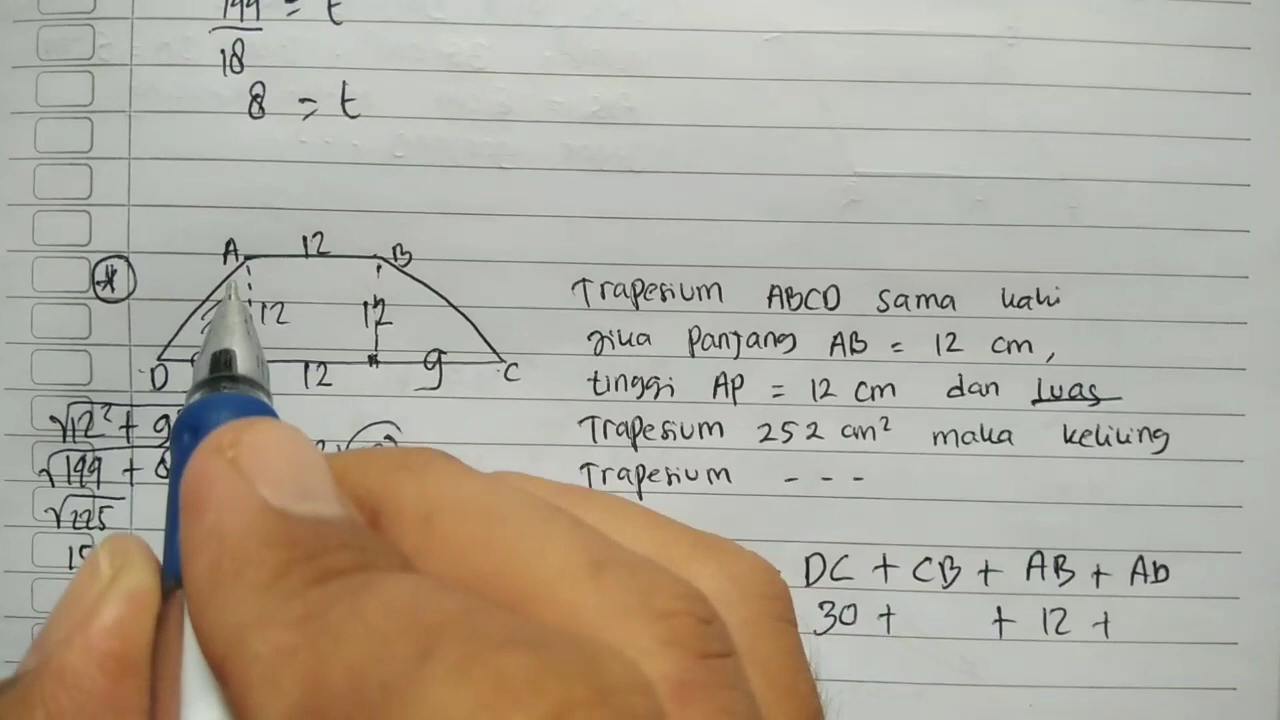 = t
18
8 = t
A 12 B
12 12
D 12 9 C
√12² + 9
√144 + 8
√225
15
Trapesium ABCD sama kaki
jika Panjang AB = 12 cm,
tinggi AP = 12 cm dan Luas
Trapesium 252 cm² maka keliling
Trapesium - - -
DC + CB + AB + AD
30 + + 12 +